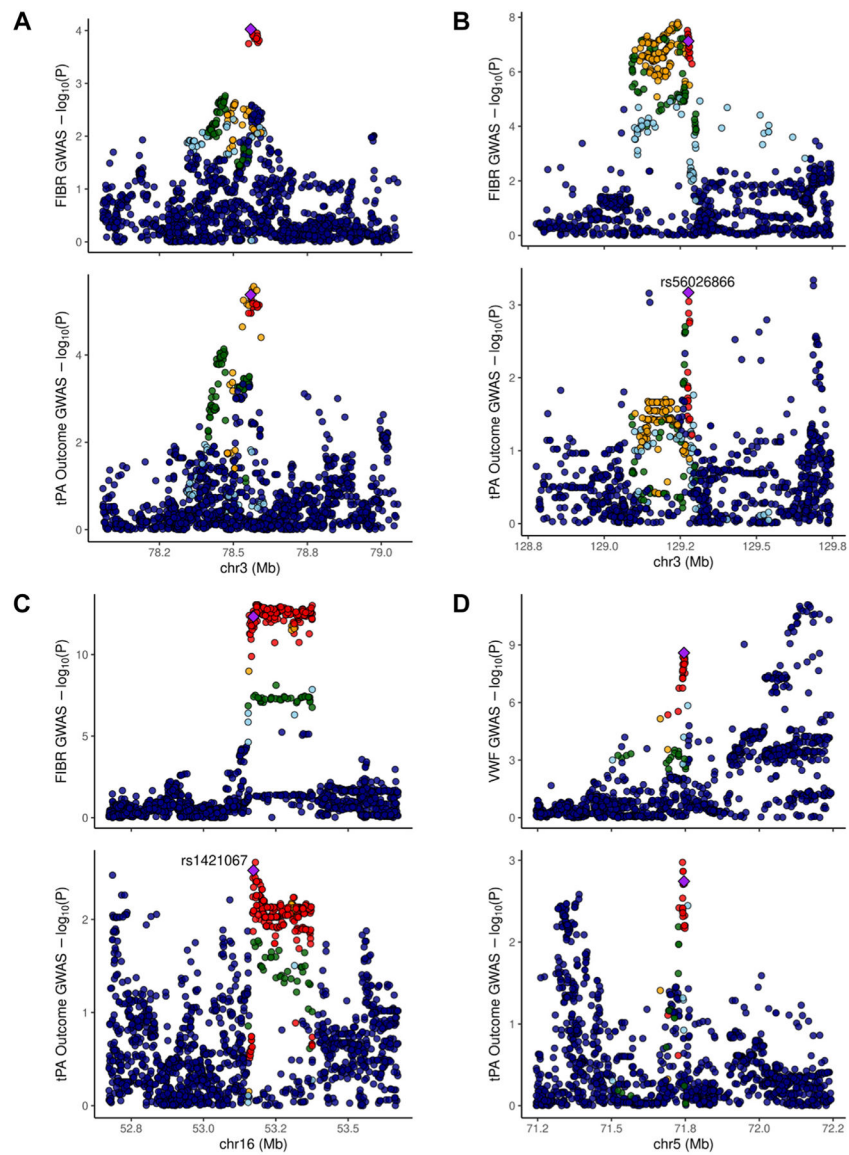 A
FIBR GWAS − log10(P)
4
3
2
1
0
tPA Outcome GWAS − log10(P)
4
2
0
78.2 78.5 78.8 79.0
chr3 (Mb)
B
FIBR GWAS − log10(P)
8
6
4
2
0
rs56026866
tPA Outcome GWAS − log10(P)
3
2
1
0
128.8 129.0 129.2 129.5 129.8
chr3 (Mb)
C
FIBR GWAS − log10(P)
10
5
0
rs1421067
tPA Outcome GWAS − log10(P)
2
1
0
52.8 53.0 53.2 53.5
chr16 (Mb)
D
VWF GWAS − log10(P)
9
6
3
0
tPA Outcome GWAS − log10(P)
3
2
1
0
71.2 71.5 71.8 72.0 72.2
chr5 (Mb)